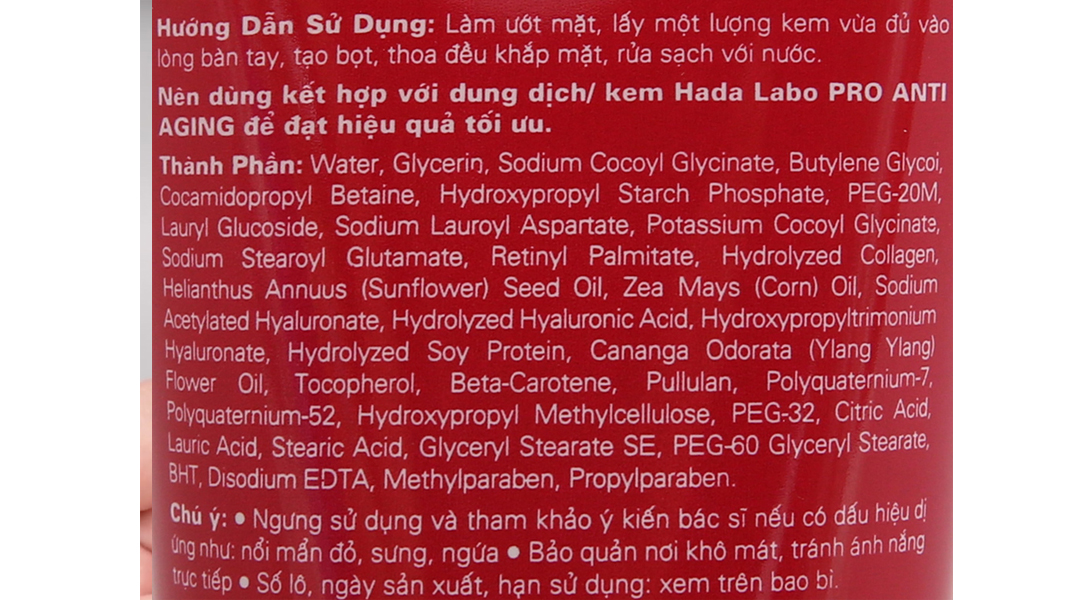 Hướng Dẫn Sử Dụng: Làm ướt mặt, lấy một lượng kem vừa đủ vào
lòng bàn tay, tạo bọt, thoa đều khắp mặt, rửa sạch với nước.
Nên dùng kết hợp với dung dịch/ kem Hada Labo PRO ANTI
AGING để đạt hiệu quả tối ưu.
Thành Phần: Water, Glycerin, Sodium Cocoyl Glycinate, Butylene Glycol,
Cocamidopropyl Betaine, Hydroxypropyl Starch Phosphate, PEG-20M,
Lauryl Glucoside, Sodium Lauroyl Aspartate, Potassium Cocoyl Glycinate,
Sodium Stearoyl Glutamate, Retinyl Palmitate, Hydrolyzed Collagen,
Helianthus Annuus (Sunflower) Seed Oil, Zea Mays (Corn) Oil, Sodium
Acetylated Hyaluronate, Hydrolyzed Hyaluronic Acid, Hydroxypropyltrimonium
Hyaluronate, Hydrolyzed Soy Protein, Cananga Odorata (Ylang Ylang)
Flower Oil, Tocopherol, Beta-Carotene, Pullulan, Polyquaternium-7,
Polyquaternium-52, Hydroxypropyl Methylcellulose, PEG-32, Citric Acid,
Lauric Acid, Stearic Acid, Glyceryl Stearate SE, PEG-60 Glyceryl Stearate,
BHT, Disodium EDTA, Methylparaben, Propylparaben.
Chú ý: • Ngưng sử dụng và tham khảo ý kiến bác sĩ nếu có dấu hiệu dị
ứng như: nổi mẩn đỏ, sưng, ngứa • Bảo quản nơi khô mát, tránh ánh nắng
trực tiếp • Số lô, ngày sản xuất, hạn sử dụng: xem trên bao bì.